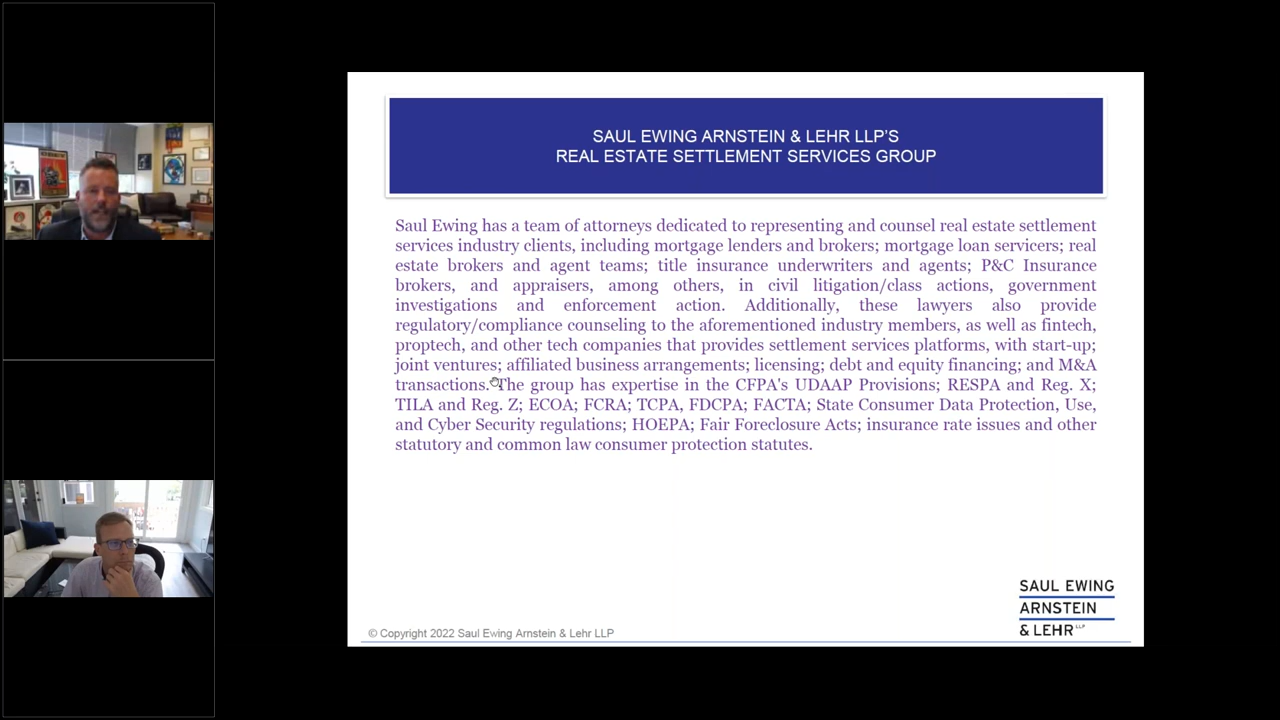 SAUL EWING ARNSTEIN & LEHR LLP'S
REAL ESTATE SETTLEMENT SERVICES GROUP
Saul Ewing has a team of attorneys dedicated to representing and counsel real estate settlement
services industry clients, including mortgage lenders and brokers; mortgage loan servicers; real
estate brokers and agent teams; title insurance underwriters and agents; P&C Insurance
brokers, and appraisers, among others, in civil litigation/class actions, government
investigations and enforcement action. Additionally, these lawyers also provide
regulatory/compliance counseling to the aforementioned industry members, as well as fintech,
proptech, and other tech companies that provides settlement services platforms, with start-up;
joint ventures; affiliated business arrangements; licensing; debt and equity financing; and M&A
transactions. The group has expertise in the CFPA's UDAAP Provisions; RESPA and Reg. X;
TILA and Reg. Z; ECOA; FCRA; TCPA, FDCPA; FACTA; State Consumer Data Protection, Use,
and Cyber Security regulations; HOEPA; Fair Foreclosure Acts; insurance rate issues and other
statutory and common law consumer protection statutes.
SAUL EWING
ARNSTEIN
& LEHR LLP
© Copyright 2022 Saul Ewing Arnstein & Lehr LLP